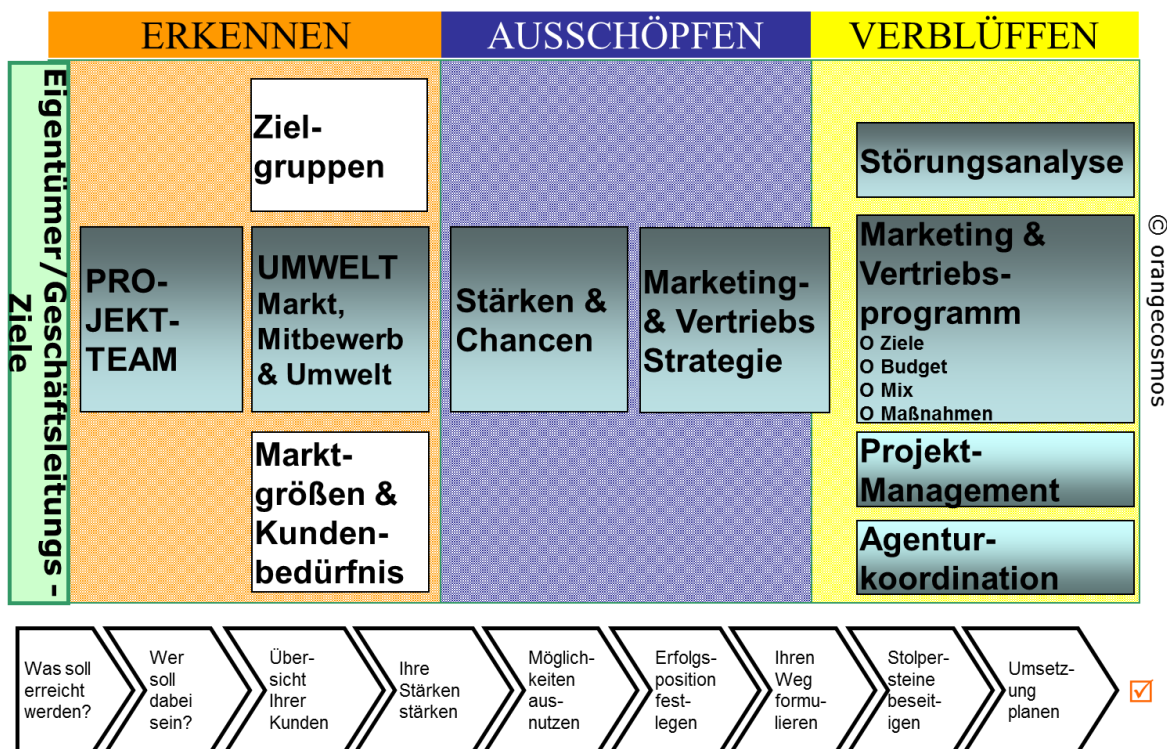 ERKENNEN
AUSSCHÖPFEN
VERBLÜFFEN
Eigentümer/Geschäftsleitungs -
Ziele
Ziel-
gruppen
PRO-
JEKT-
TEAM
UMWELT
Markt,
Mitbewerb
& Umwelt
Markt-
größen &
Kunden-
bedürfnis
Stärken &
Chancen
Marketing-
& Vertriebs
Strategie
Störungsanalyse
Marketing &
Vertriebs-
programm
O Ziele
O Budget
O Mix
O Maßnahmen
Projekt-
Management
Agentur-
koordination
© orangecosmos
Was soll
erreicht
werden?
Wer
soll
dabei
sein?
Über-
sicht
Ihrer
Kunden
Ihre
Stärken
stärken
Möglich-
keiten
aus-
nutzen
Erfolgs-
position
fest-
legen
Ihren
Weg
formu-
lieren
Stolper-
steine
beseit-
igen
Umsetz-
ung
planen